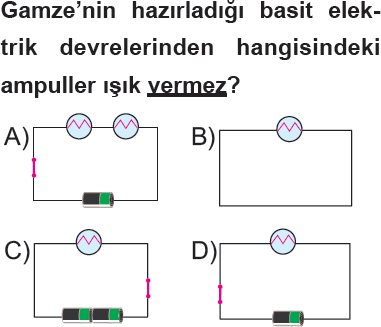 Gamze'nin hazırladığı basit elek-
trik devrelerinden hangisindeki
ampuller ışık vermez?
A) B)
C) D)